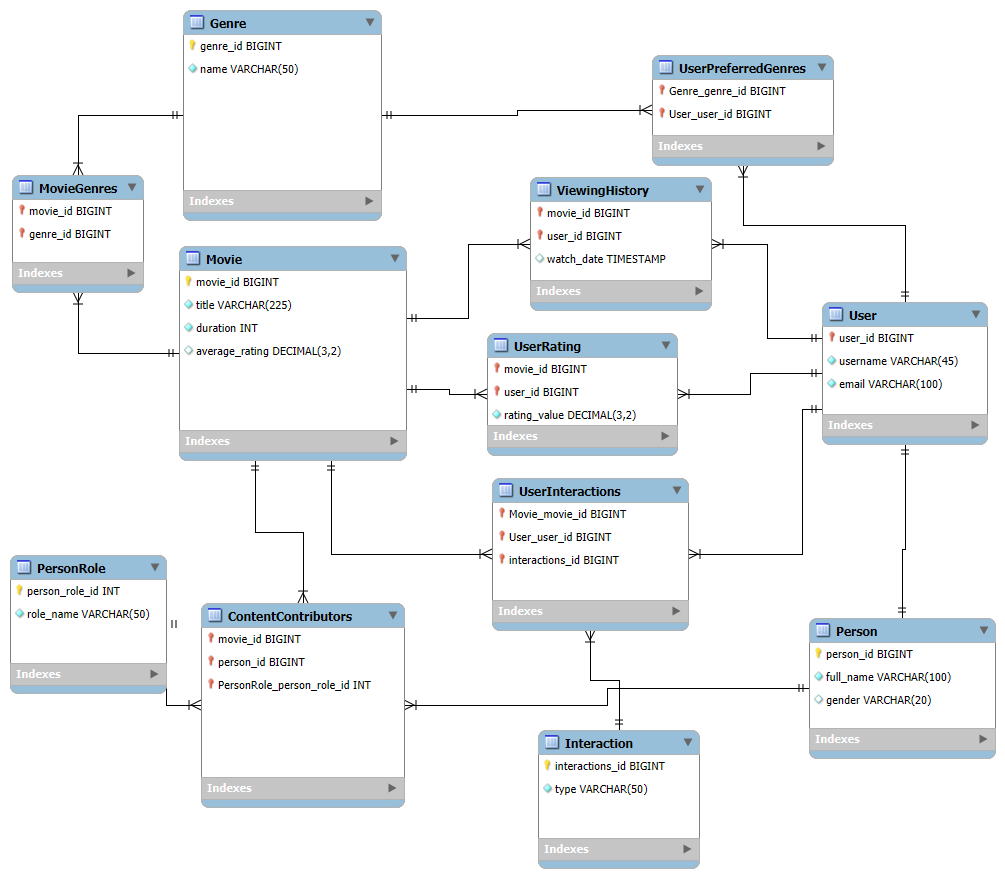 Genre
genre_id BIGINT
name VARCHAR(50)
Indexes
UserPreferredGenres
Genre_genre_id BIGINT
User_user_id BIGINT
Indexes
MovieGenres
movie_id BIGINT
genre_id BIGINT
Indexes
ViewingHistory
movie_id BIGINT
user_id BIGINT
watch_date TIMESTAMP
Indexes
Movie
movie_id BIGINT
title VARCHAR(225)
duration INT
average_rating DECIMAL(3,2)
Indexes
User
user_id BIGINT
username VARCHAR(45)
email VARCHAR(100)
Indexes
UserRating
movie_id BIGINT
user_id BIGINT
rating_value DECIMAL(3,2)
Indexes
UserInteractions
Movie_movie_id BIGINT
User_user_id BIGINT
interactions_id BIGINT
Indexes
PersonRole
person_role_id INT
role_name VARCHAR(50)
Indexes
ContentContributors
movie_id BIGINT
person_id BIGINT
PersonRole_person_role_id INT
Indexes
Person
person_id BIGINT
full_name VARCHAR(100)
gender VARCHAR(20)
Indexes
Interaction
interactions_id BIGINT
type VARCHAR(50)
Indexes